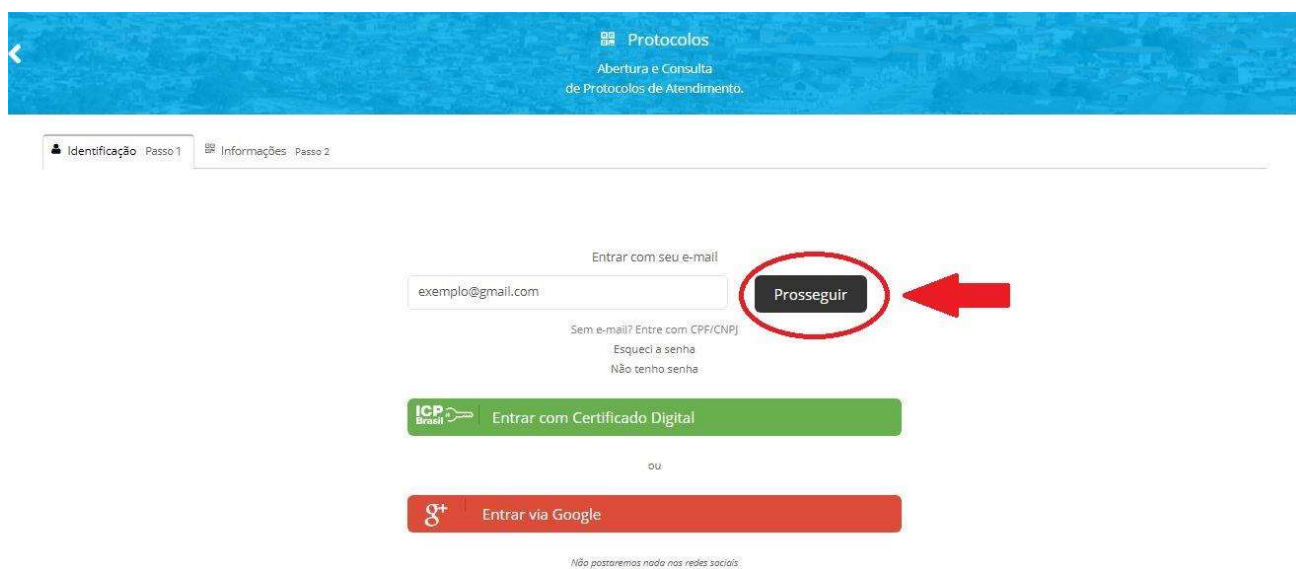 Protocolos
Abertura e Consulta
de Protocolos de Atendimento.
Identificação Passo 1
Informações Passo 2
Entrar com seu e-mail
exemplo@gmail.com
Prosseguir
Sem e-mail? Entre com CPF/CNPJ
Esqueci a senha
Não tenho senha
ICP
Brasil
Entrar com Certificado Digital
ou
g+ Entrar via Google
Não postaremos nada nas redes sociais